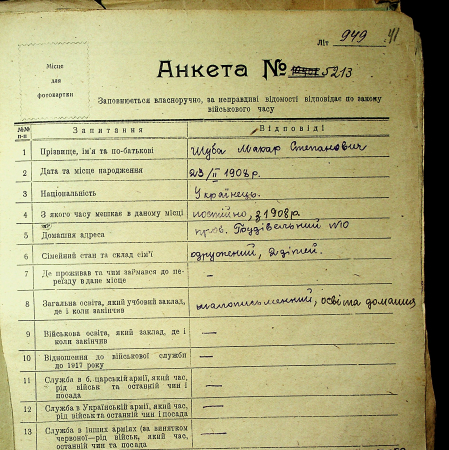 Літ 949 41
Місце
для
фотокартки
Анкета № 5213
Заповнюється власноручно, за неправдиві відомості відповідає по закону
військового часу
№№ п-п Запитання Відповіді
1 Прізвище, ім'я та по-батькові Шуба Макар Степанович
2 Дата та місце народження 23/II 1908 р.
3 Національність Українець.
4 З якого часу мешкає в даному місці постійно, з 1908 р
5 Домашня адреса пров. Будівельний №10
6 Сімейний стан та склад сім'ї одружений, 2 дітей.
7 Де проживав та чим займався до пе-
реїзду в дане місце —
8 Загальна освіта, який учбовий заклад,
де і коли закінчив малописьменний, освіта домашня
9 Військова освіта, який заклад, де і
коли закінчив —
10 Відношення до військової служби
до 1917 року —
11 Служба в б. царській армії, який час,
рід військ та останній чин і
посада —
12 Служба в Українській армії, який час,
рід військ та останній чин і посада —
13 Служба в інших арміях (за винятком
червоної—рід військ, який час,
останній чин та посада —